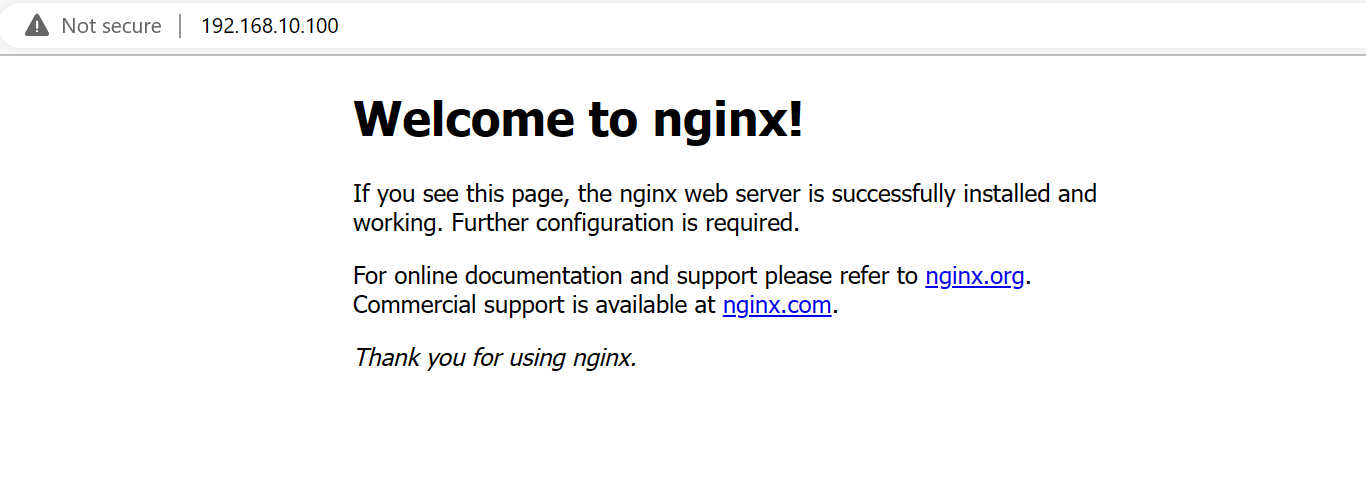 Not secure | 192.168.10.100
Welcome to nginx!
If you see this page, the nginx web server is successfully installed and
working. Further configuration is required.
For online documentation and support please refer to nginx.org.
Commercial support is available at nginx.com.
Thank you for using nginx.